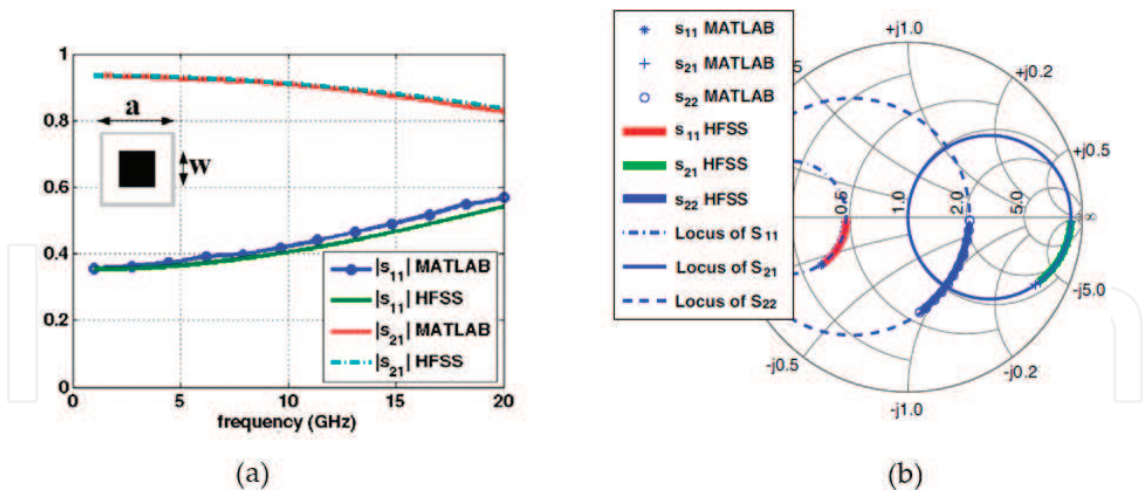 1
0.8
0.6
0.4
0.2
0
0
5
10
15
20
a
w
|s11| MATLAB
|s11| HFSS
|s21| MATLAB
|s21| HFSS
frequency (GHz)
(a)
s11 MATLAB
s21 MATLAB
s22 MATLAB
s11 HFSS
s21 HFSS
s22 HFSS
Locus of S11
Locus of S21
Locus of S22
+j1.0
+j0.2
+j0.5
5
0.5
1.0
2.0
5.0
∞
-j5.0
-j0.2
-j0.5
-j1.0
(b)